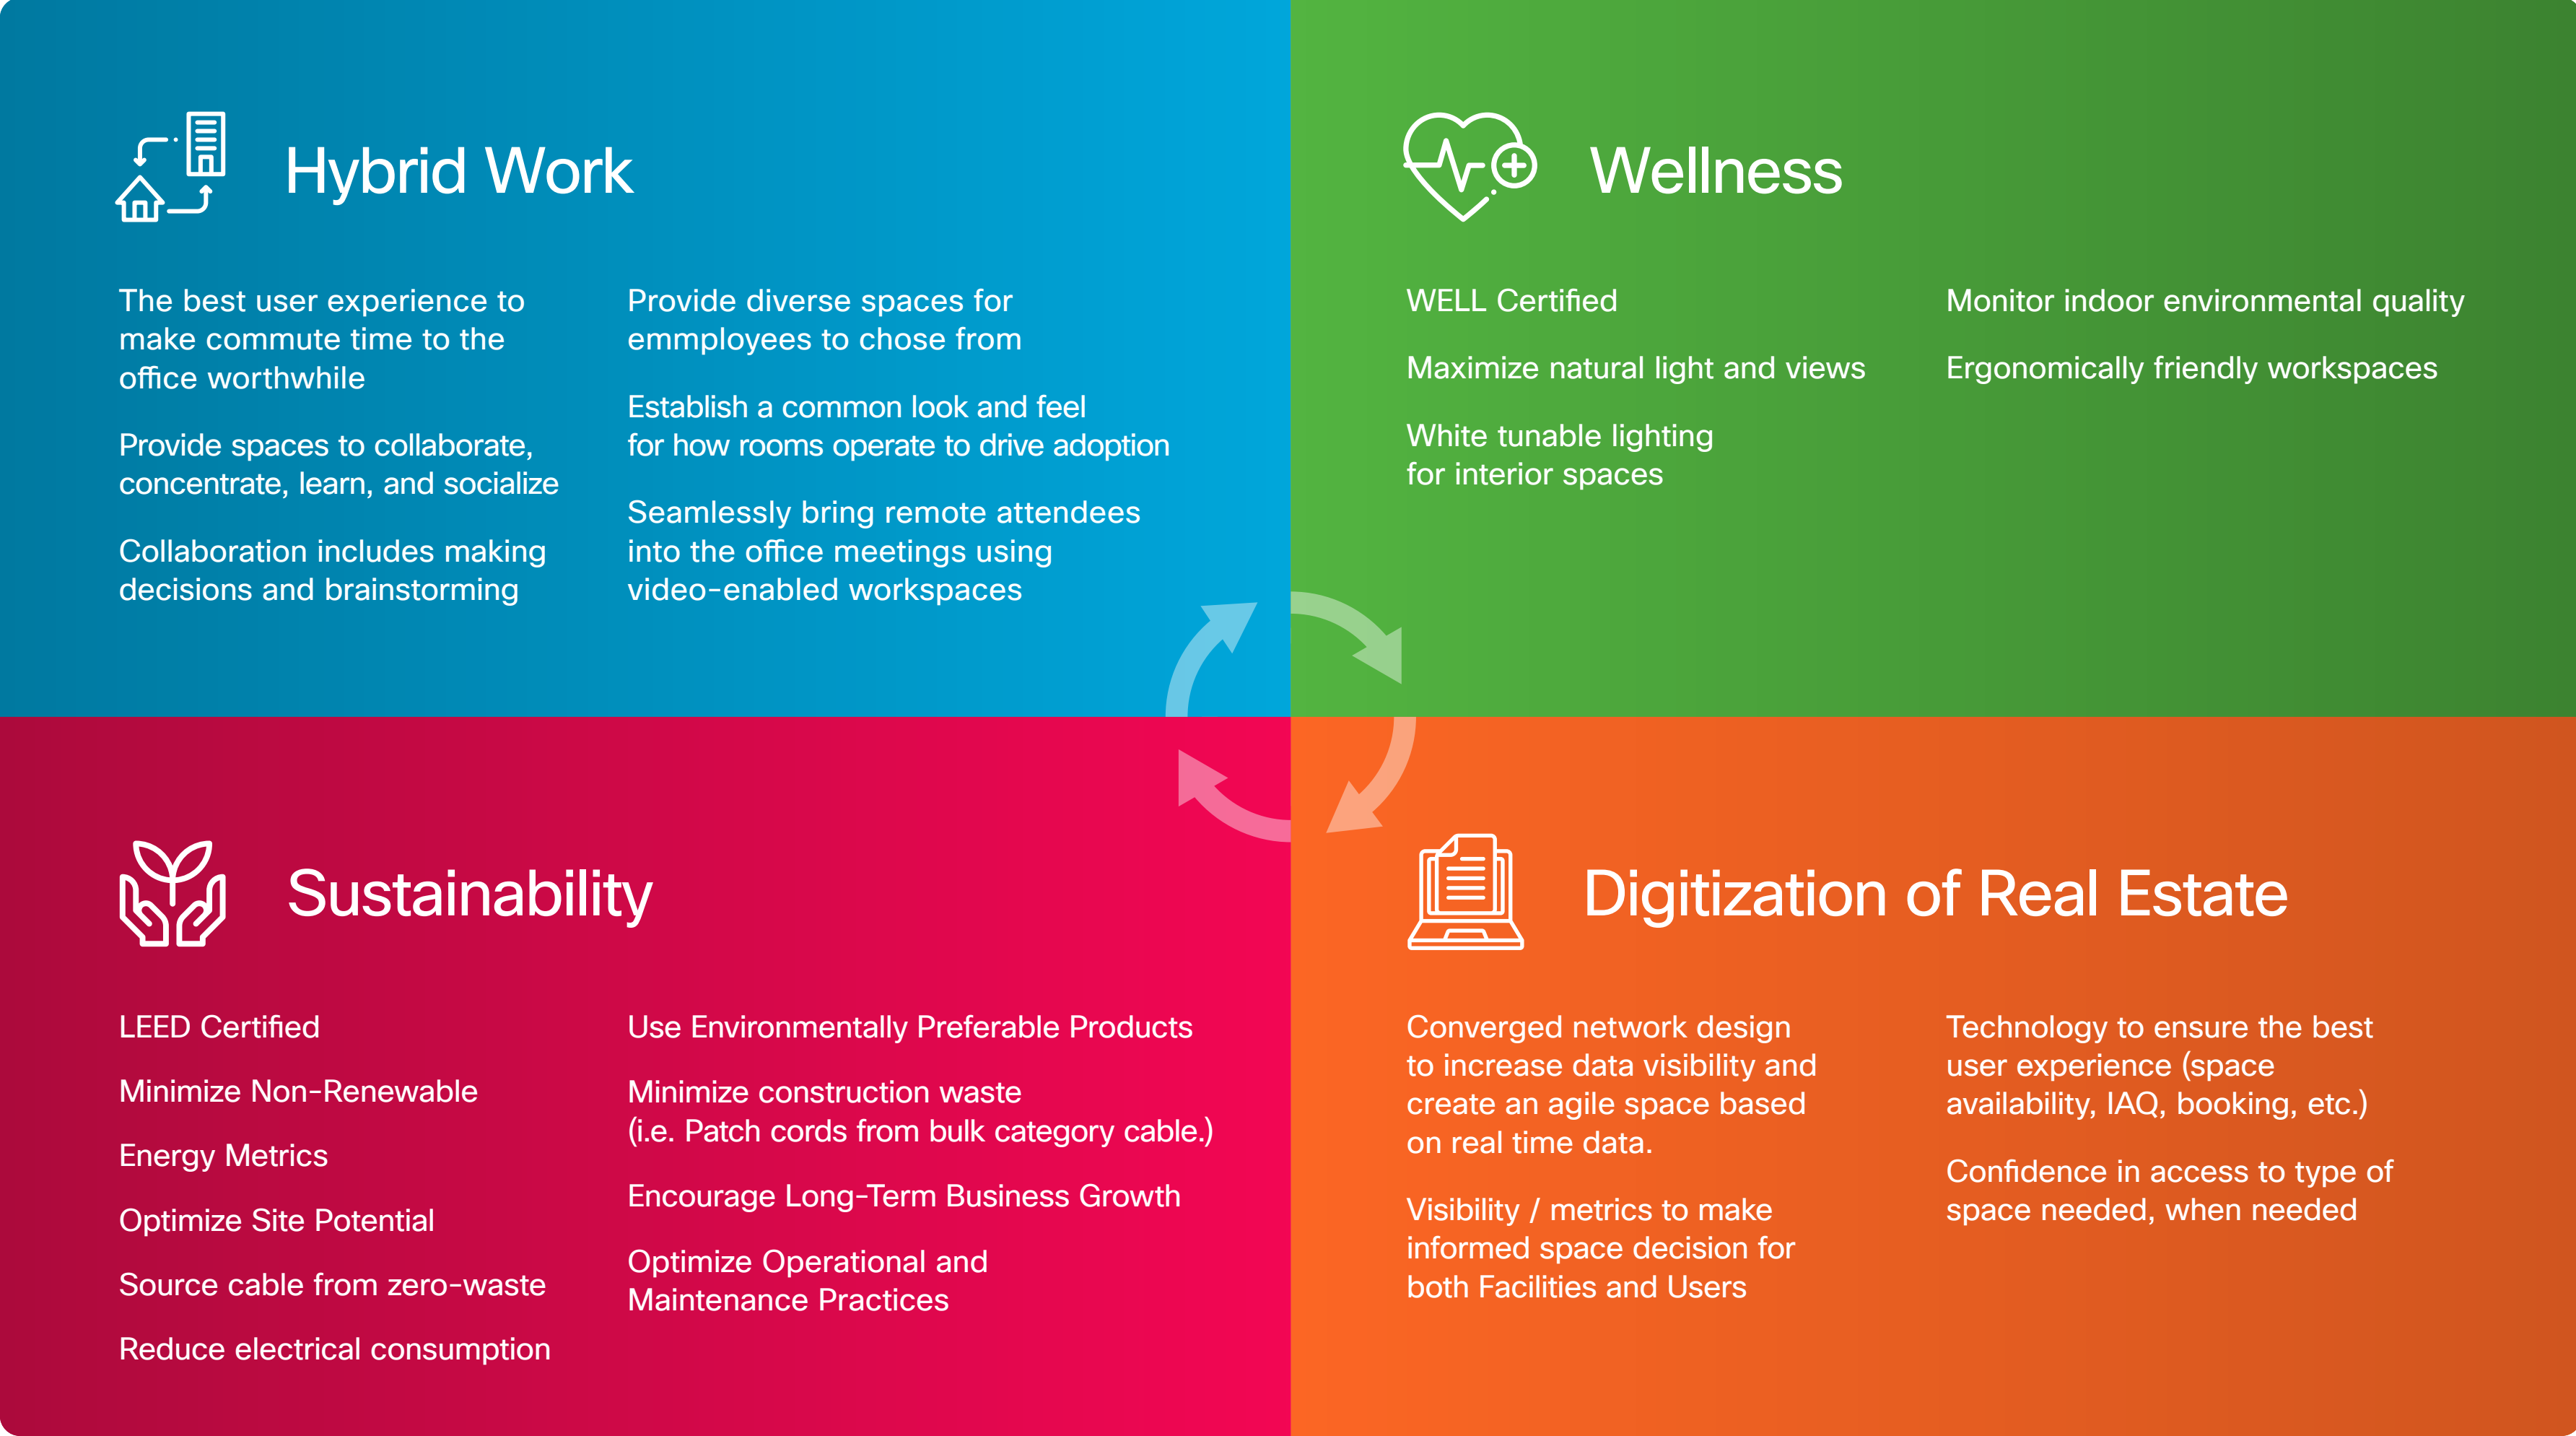 Hybrid Work
The best user experience to
make commute time to the
office worthwhile
Provide spaces to collaborate,
concentrate, learn, and socialize
Collaboration includes making
decisions and brainstorming
Provide diverse spaces for
emmployees to chose from
Establish a common look and feel
for how rooms operate to drive adoption
Seamlessly bring remote attendees
into the office meetings using
video-enabled workspaces
Wellness
WELL Certified
Maximize natural light and views
White tunable lighting
for interior spaces
Monitor indoor environmental quality
Ergonomically friendly workspaces
Sustainability
LEED Certified
Minimize Non-Renewable
Energy Metrics
Optimize Site Potential
Source cable from zero-waste
Reduce electrical consumption
Use Environmentally Preferable Products
Minimize construction waste
(i.e. Patch cords from bulk category cable.)
Encourage Long-Term Business Growth
Optimize Operational and
Maintenance Practices
Digitization of Real Estate
Converged network design
to increase data visibility and
create an agile space based
on real time data.
Visibility / metrics to make
informed space decision for
both Facilities and Users
Technology to ensure the best
user experience (space
availability, IAQ, booking, etc.)
Confidence in access to type of
space needed, when needed